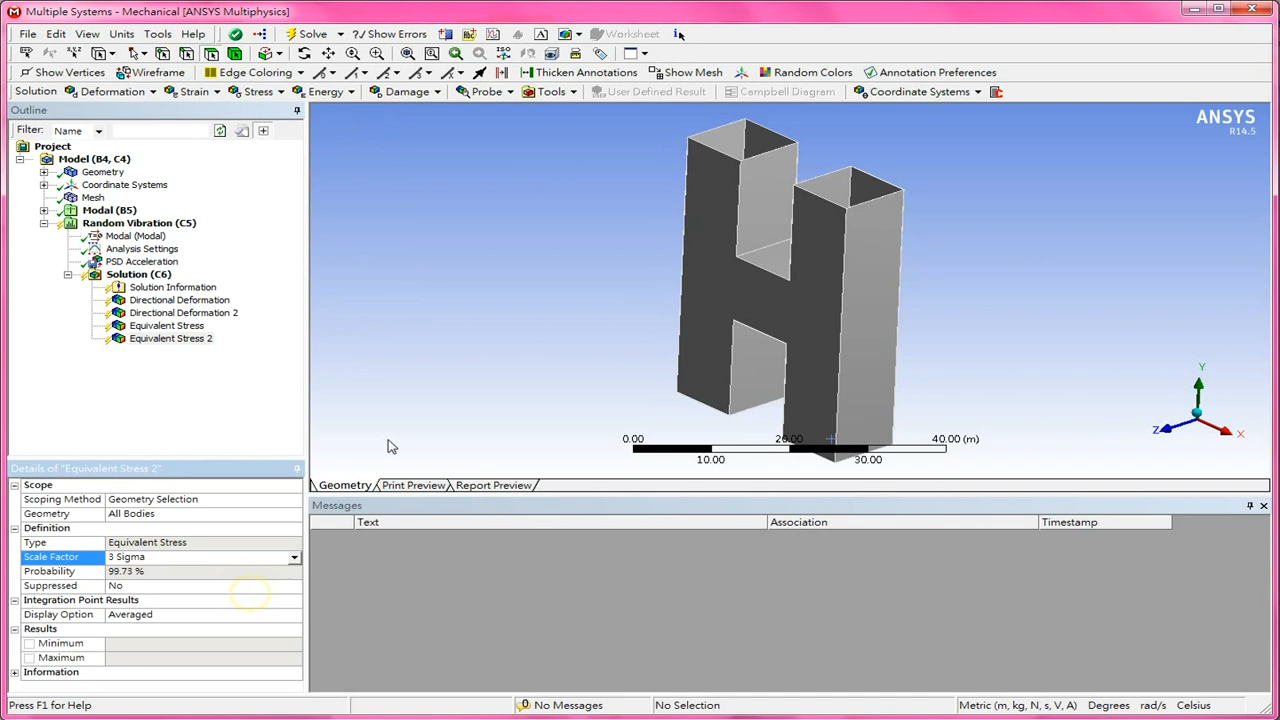 Multiple Systems - Mechanical [ANSYS Multiphysics]
File Edit View Units Tools Help Solve Show Errors Worksheet
Show Vertices Wireframe Edge Coloring Thicken Annotations Show Mesh Random Colors Annotation Preferences
Solution Deformation Strain Stress Energy Damage Probe Tools User Defined Result Campbell Diagram Coordinate Systems
Outline
Filter: Name
Project
Model (B4, C4)
Geometry
Coordinate Systems
Mesh
Modal (B5)
Random Vibration (C5)
Modal (Modal)
Analysis Settings
PSD Acceleration
Solution (C6)
Solution Information
Directional Deformation
Directional Deformation 2
Equivalent Stress
Equivalent Stress 2
ANSYS
R14.5
Y
Z
X
0.00 20.00 40.00 (m)
10.00 30.00
Geometry Print Preview Report Preview
Details of "Equivalent Stress 2"
Scope
Scoping Method Geometry Selection
Geometry All Bodies
Definition
Type Equivalent Stress
Scale Factor 3 Sigma
Probability 99.73 %
Suppressed No
Integration Point Results
Display Option Averaged
Results
Minimum
Maximum
Information
Messages
Text Association Timestamp
Press F1 for Help 0 No Messages No Selection Metric (m, kg, N, s, V, A) Degrees rad/s Celsius